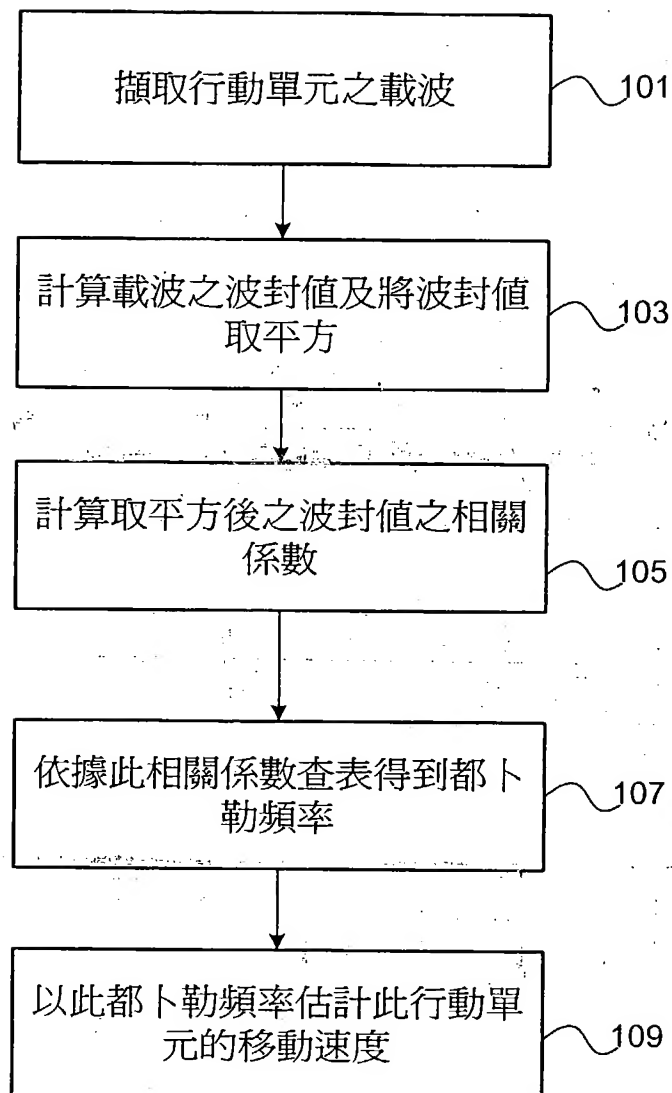 擷取行動單元之載波
101
計算載波之波封值及將波封值
取平方
103
計算取平方後之波封值之相關
係數
105
依據此相關係數查表得到都卜
勒頻率
107
以此都卜勒頻率估計此行動單
元的移動速度
109